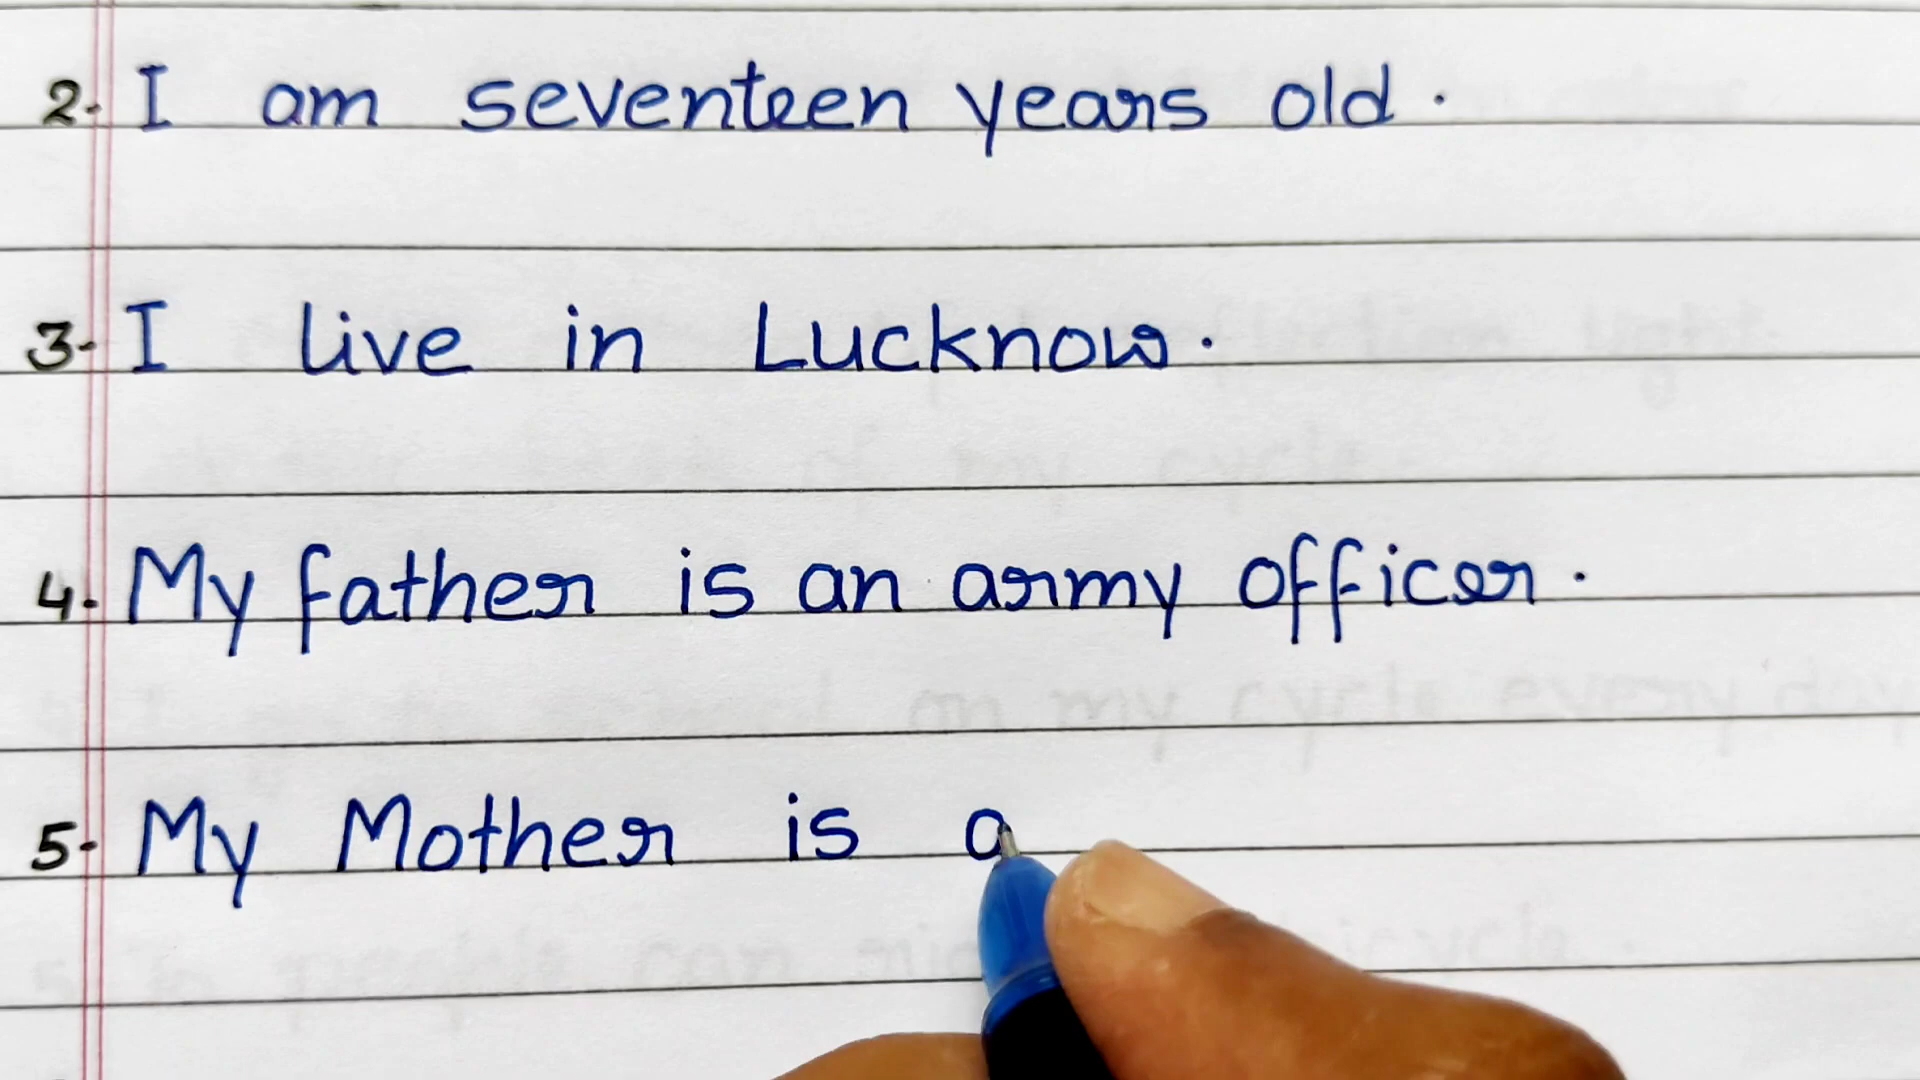 2. I am seventeen years old.
3. I live in Lucknow.
4. My father is an army officer.
5. My Mother is a